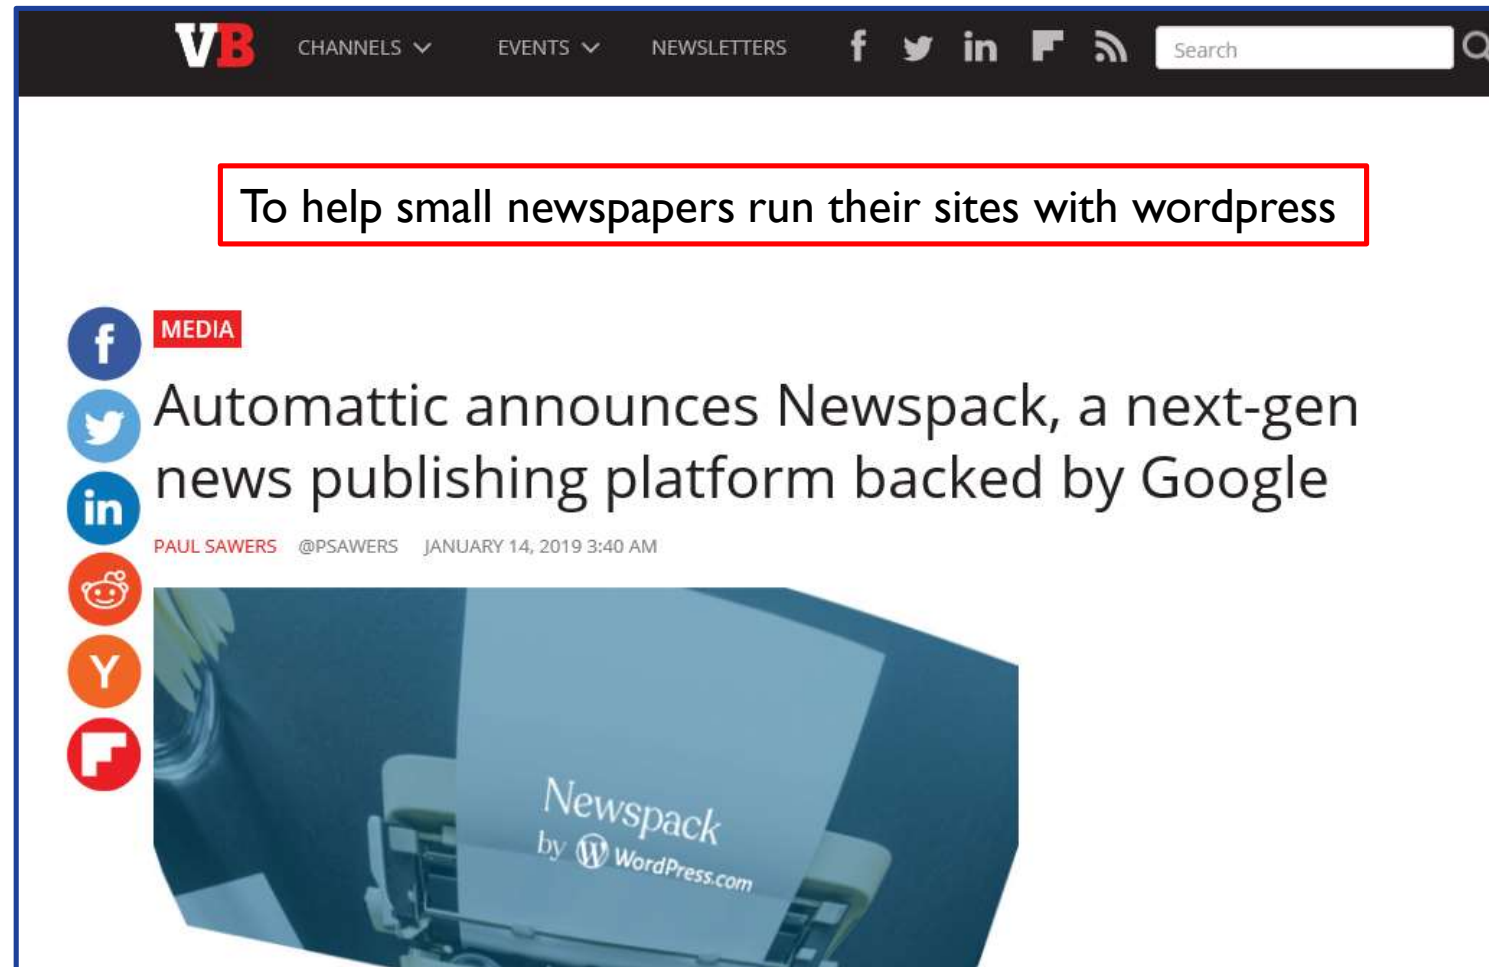 VB CHANNELS EVENTS NEWSLETTERS Search
To help small newspapers run their sites with wordpress
MEDIA
Automattic announces Newspack, a next-gen
news publishing platform backed by Google
PAUL SAWERS @PSAWERS JANUARY 14, 2019 3:40 AM
Newspack
by WordPress.com